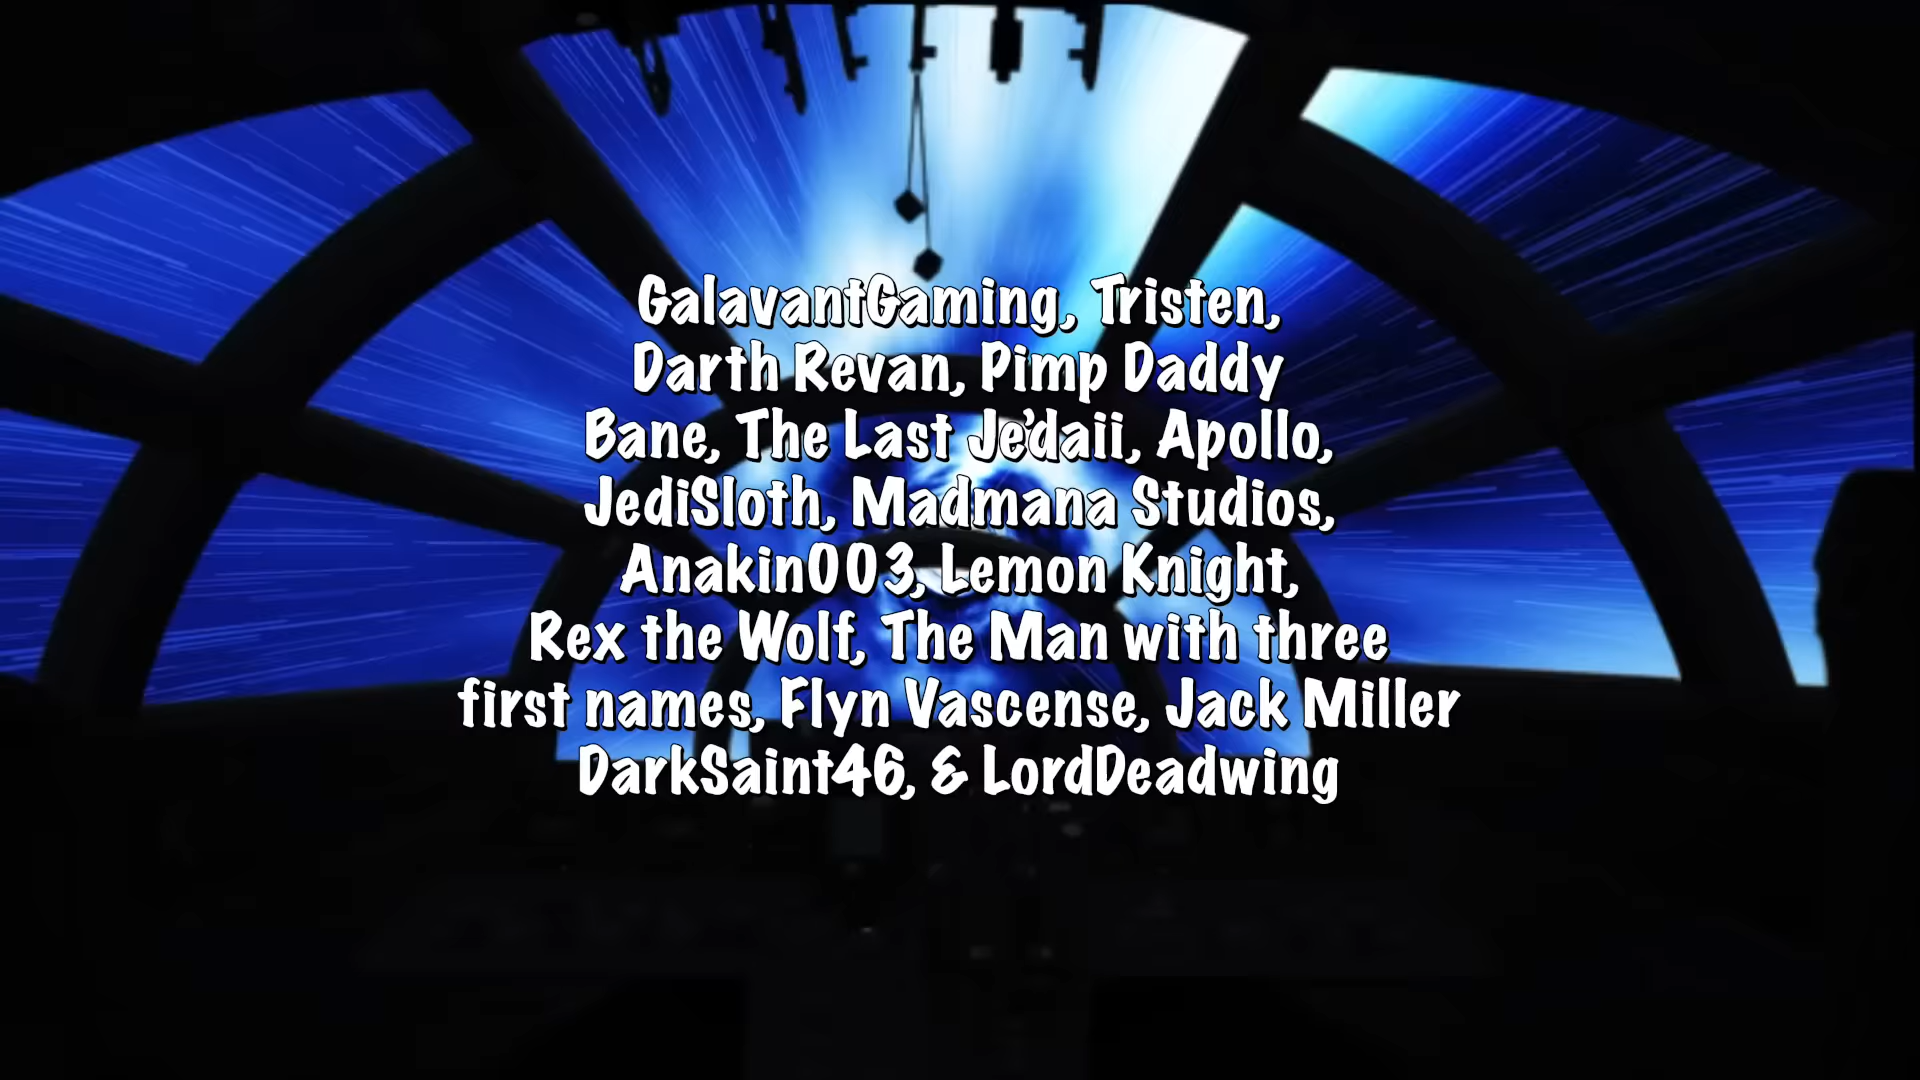 GalavantGaming, Tristen,
Darth Revan, Pimp Daddy
Bane, The Last Je'daii, Apollo,
JediSloth, Madmana Studios,
Anakin003, Lemon Knight,
Rex the Wolf, The Man with three
first names, Flyn Vascense, Jack Miller
DarkSaint46, & LordDeadwing